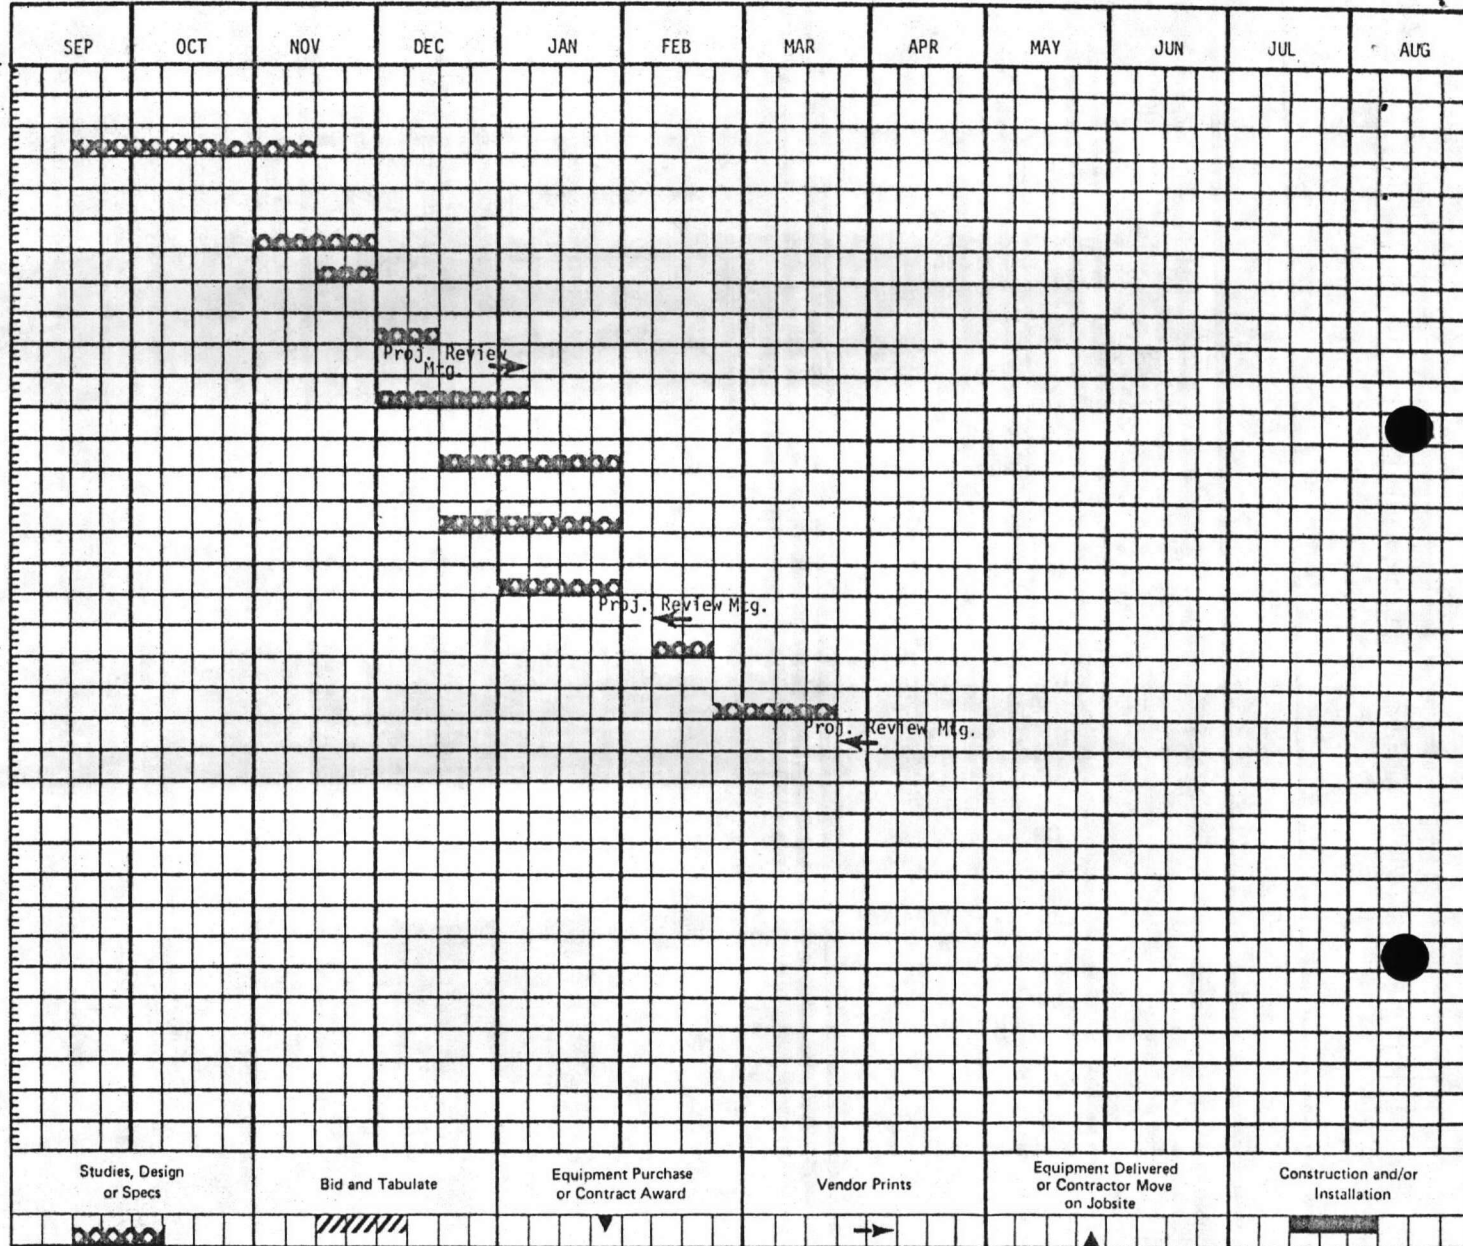 SEP OCT NOV DEC JAN FEB MAR APR MAY JUN JUL AUG
Proj. Review
Mtg.
Proj. Review Mtg.
Proj. Review Mtg.
Studies, Design
or Specs
Bid and Tabulate
Equipment Purchase
or Contract Award
Vendor Prints
Equipment Delivered
or Contractor Move
on Jobsite
Construction and/or
Installation